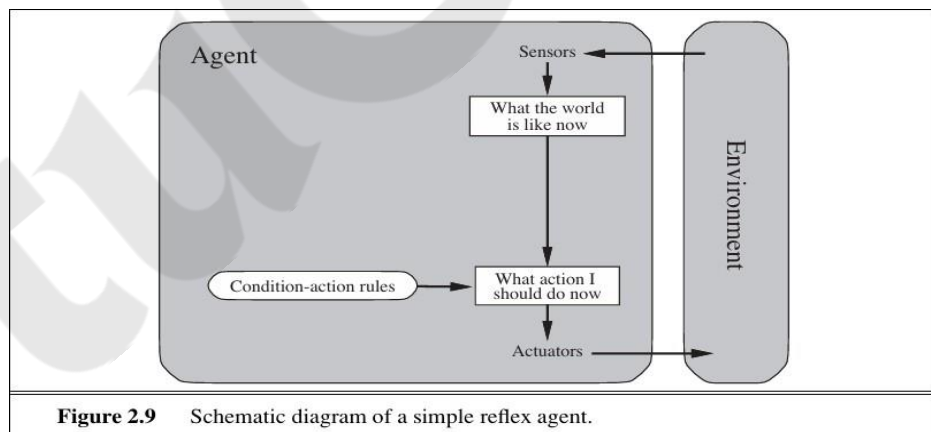 Agent
Sensors
What the world
is like now
Environment
Condition-action rules
What action I
should do now
Actuators
Figure 2.9 Schematic diagram of a simple reflex agent.